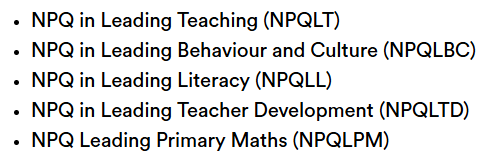 • NPQ in Leading Teaching (NPQLT)
• NPQ in Leading Behaviour and Culture (NPQLBC)
• NPQ in Leading Literacy (NPQLL)
• NPQ in Leading Teacher Development (NPQLTD)
• NPQ Leading Primary Maths (NPQLPM)